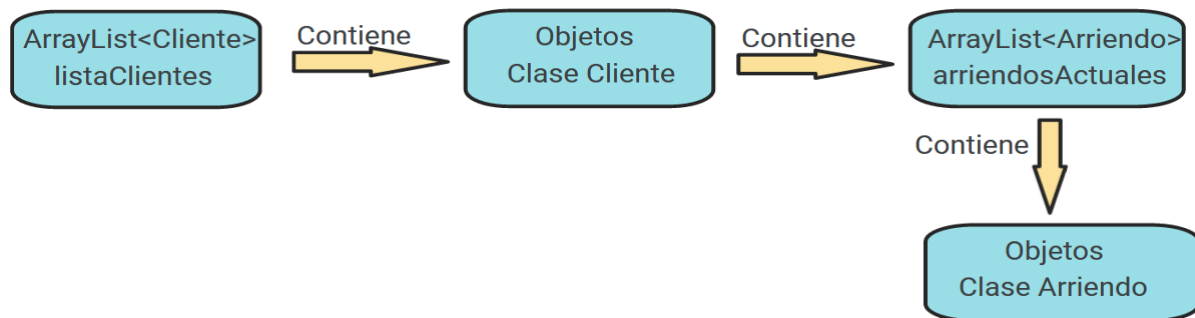 ArrayList<Cliente>
listaClientes
Contiene
Objetos
Clase Cliente
Contiene
ArrayList<Arriendo>
arriendosActuales
Contiene
Objetos
Clase Arriendo